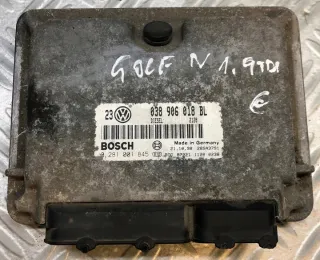 GOLF IV 1.9TDI
€
23 038 906 018 BL
DIESEL
BOSCH Made in Germany
0 281 001 845